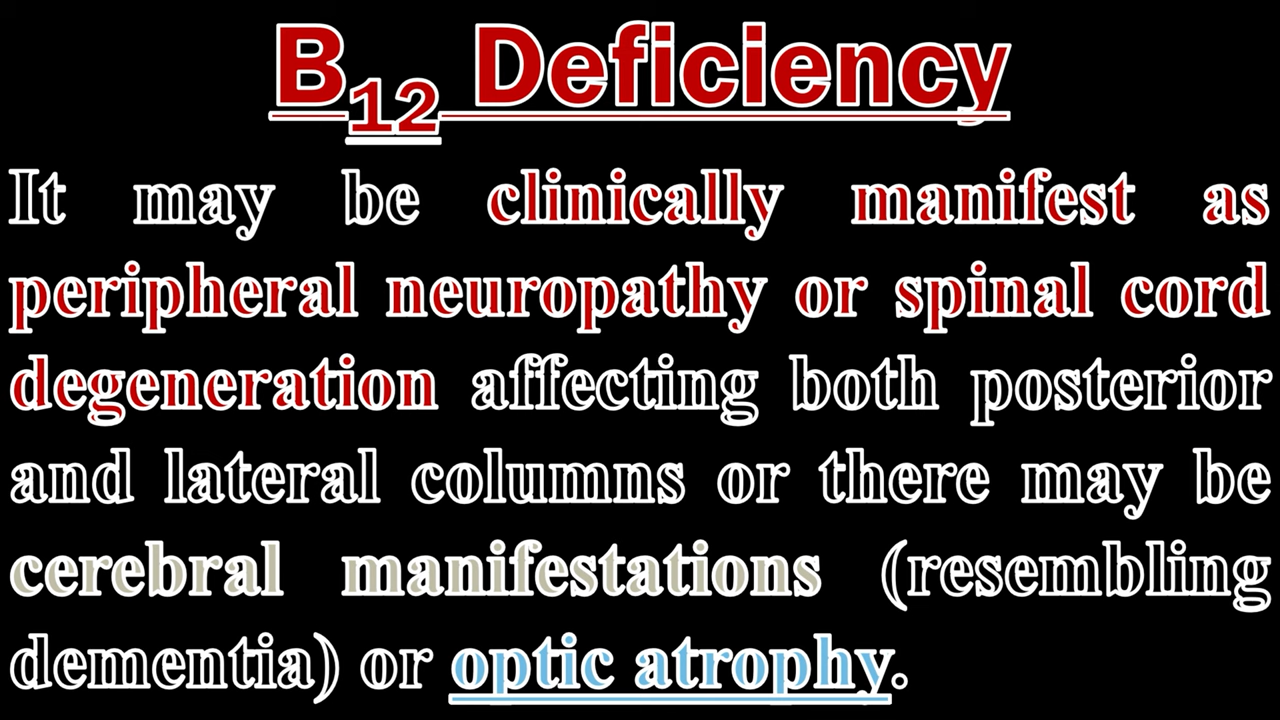 B12 Deficiency
It may be clinically manifest as
peripheral neuropathy or spinal cord
degeneration affecting both posterior
and lateral columns or there may be
cerebral manifestations (resembling
dementia) or optic atrophy.